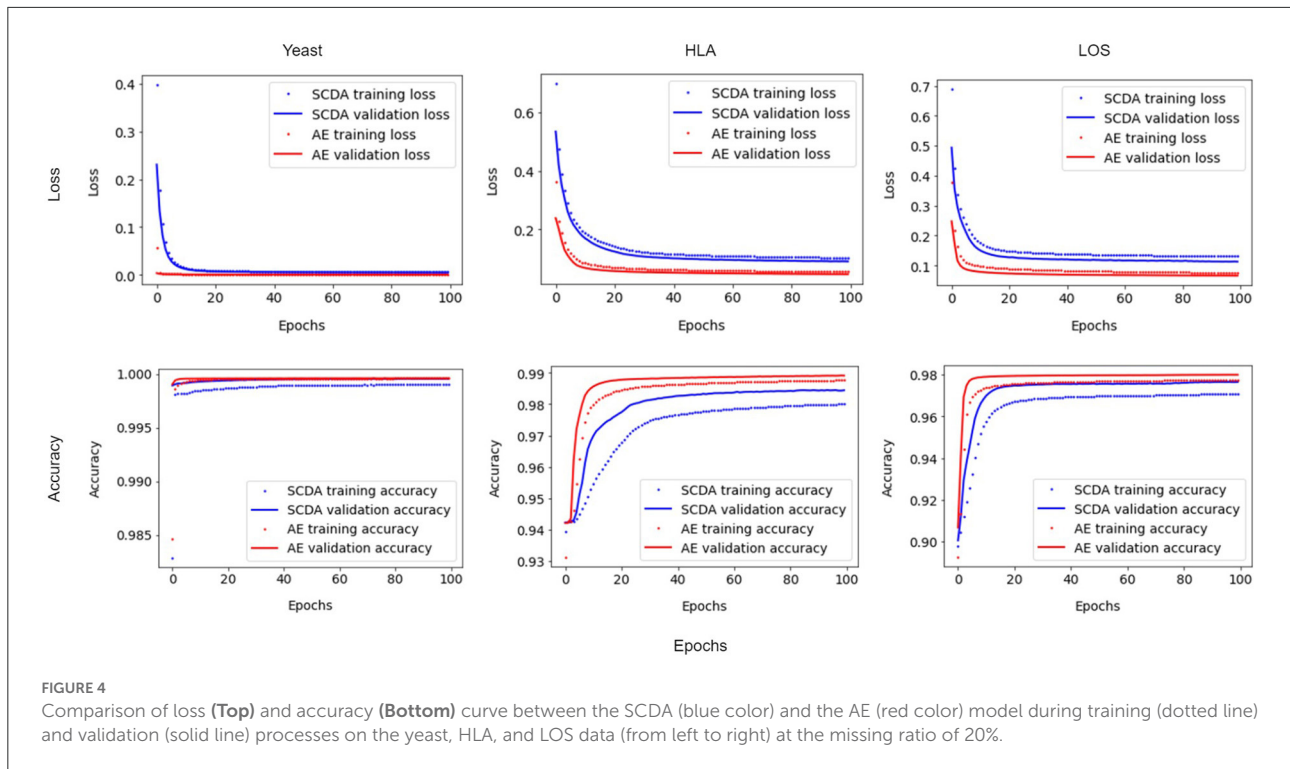 Yeast
HLA
LOS
Loss
Loss
0.4
0.3
0.2
0.1
0.0
SCDA training loss
SCDA validation loss
AE training loss
AE validation loss
0 20 40 60 80 100
Epochs
Loss
0.6
0.4
0.2
SCDA training loss
SCDA validation loss
AE training loss
AE validation loss
0 20 40 60 80 100
Epochs
Loss
0.7
0.6
0.5
0.4
0.3
0.2
0.1
SCDA training loss
SCDA validation loss
AE training loss
AE validation loss
0 20 40 60 80 100
Epochs
Accuracy
Accuracy
1.000
0.995
0.990
0.985
SCDA training accuracy
SCDA validation accuracy
AE training accuracy
AE validation accuracy
0 20 40 60 80 100
Epochs
Accuracy
0.99
0.98
0.97
0.96
0.95
0.94
0.93
SCDA training accuracy
SCDA validation accuracy
AE training accuracy
AE validation accuracy
0 20 40 60 80 100
Epochs
Accuracy
0.98
0.96
0.94
0.92
0.90
SCDA training accuracy
SCDA validation accuracy
AE training accuracy
AE validation accuracy
0 20 40 60 80 100
Epochs
Epochs
FIGURE 4
Comparison of loss (Top) and accuracy (Bottom) curve between the SCDA (blue color) and the AE (red color) model during training (dotted line)
and validation (solid line) processes on the yeast, HLA, and LOS data (from left to right) at the missing ratio of 20%.